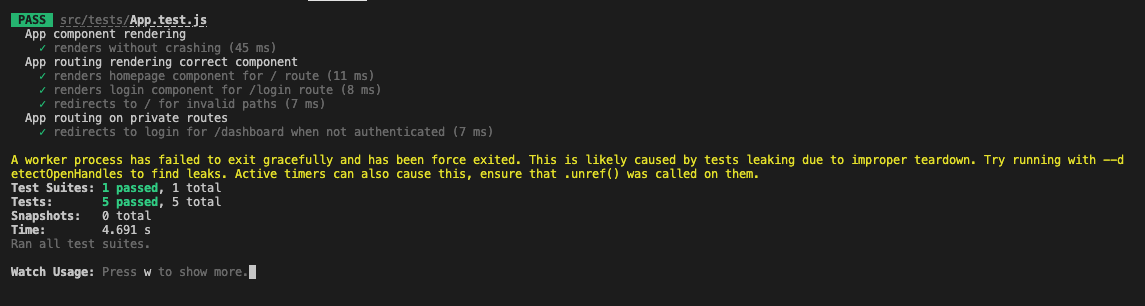 PASS src/tests/App.test.js
App component rendering
✓ renders without crashing (45 ms)
App routing rendering correct component
✓ renders homepage component for / route (11 ms)
✓ renders login component for /login route (8 ms)
✓ redirects to / for invalid paths (7 ms)
App routing on private routes
✓ redirects to login for /dashboard when not authenticated (7 ms)
A worker process has failed to exit gracefully and has been force exited. This is likely caused by tests leaking due to improper teardown. Try running with --d
etectOpenHandles to find leaks. Active timers can also cause this, ensure that .unref() was called on them.
Test Suites: 1 passed, 1 total
Tests: 5 passed, 5 total
Snapshots: 0 total
Time: 4.691 s
Ran all test suites.
Watch Usage: Press w to show more.